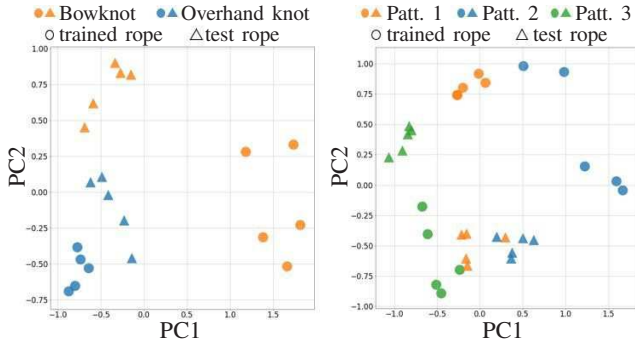 Bowknot Overhand knot
trained rope test rope
PC2
1.00
0.75
0.50
0.25
0.00
-0.25
-0.50
-0.75
-1.0 -0.5 0.0 0.5 1.0 1.5
PC1
Patt. 1 Patt. 2 Patt. 3
trained rope test rope
PC2
1.00
0.75
0.50
0.25
0.00
-0.25
-0.50
-0.75
-1.00
-1.0 -0.5 0.0 0.5 1.0 1.5
PC1